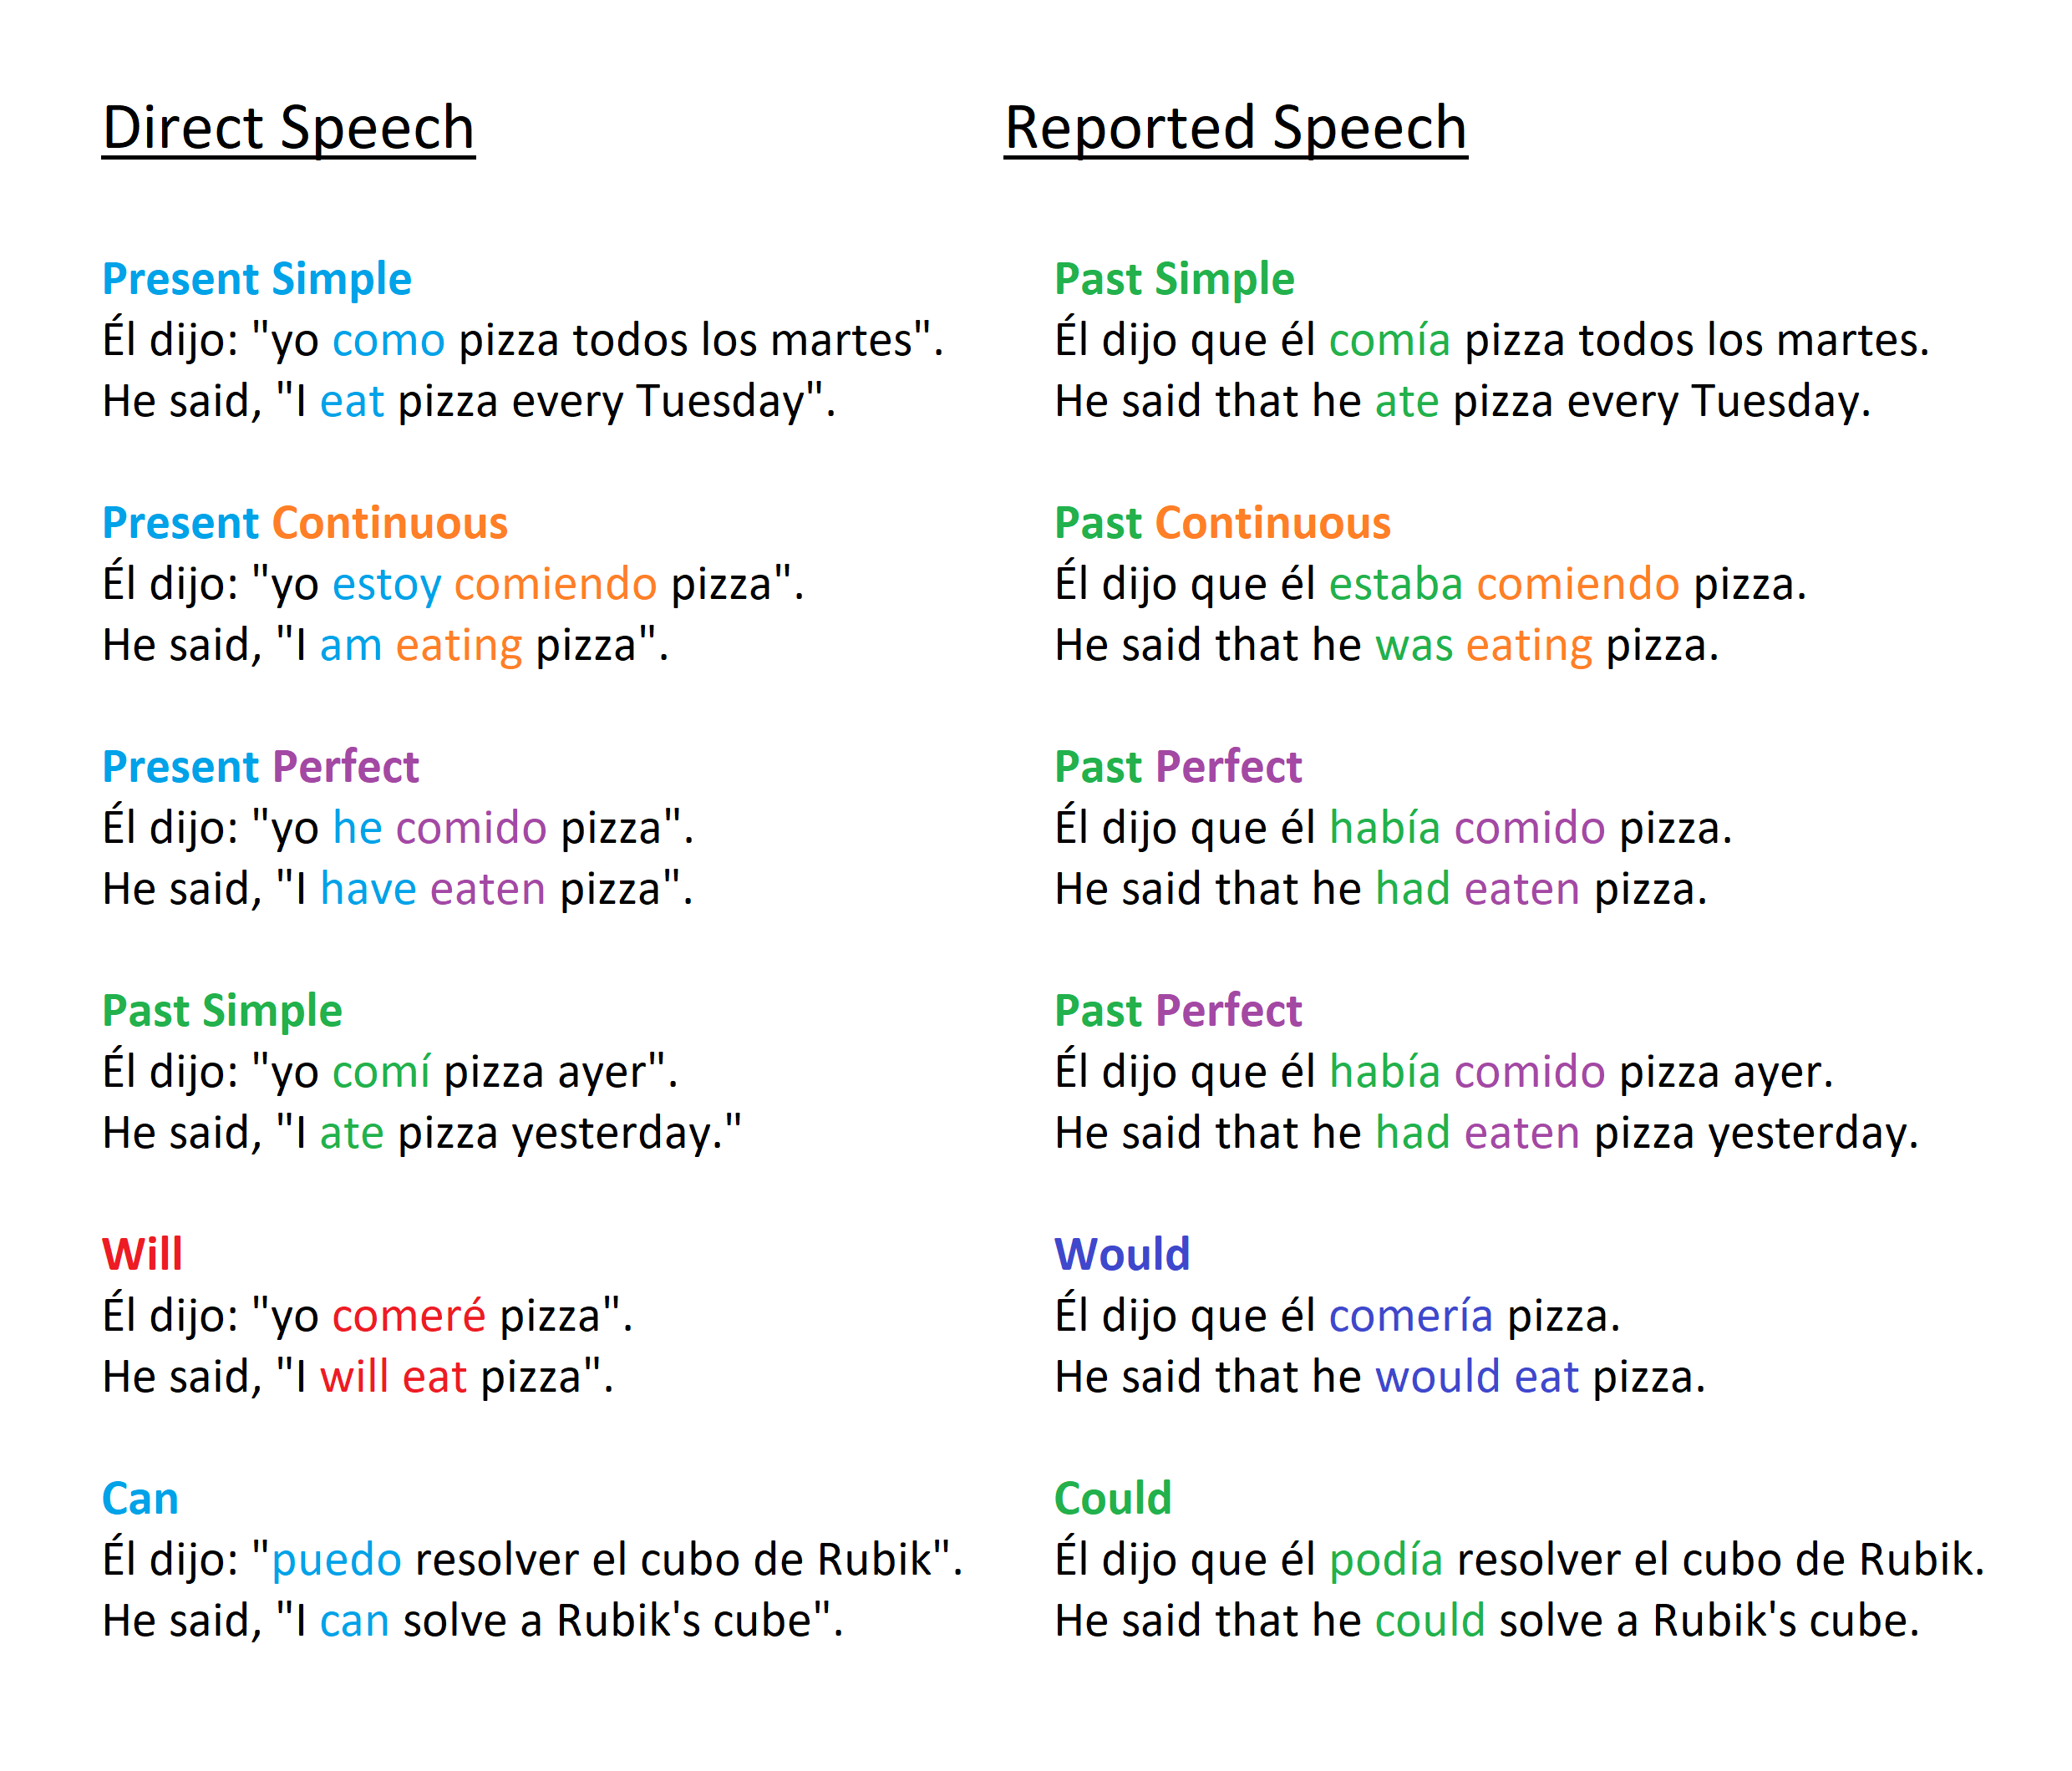 Direct Speech
Reported Speech
Present Simple
Él dijo: "yo como pizza todos los martes".
He said, "I eat pizza every Tuesday".
Past Simple
Él dijo que él comía pizza todos los martes.
He said that he ate pizza every Tuesday.
Present Continuous
Él dijo: "yo estoy comiendo pizza".
He said, "I am eating pizza".
Past Continuous
Él dijo que él estaba comiendo pizza.
He said that he was eating pizza.
Present Perfect
Él dijo: "yo he comido pizza".
He said, "I have eaten pizza".
Past Perfect
Él dijo que él había comido pizza.
He said that he had eaten pizza.
Past Simple
Él dijo: "yo comí pizza ayer".
He said, "I ate pizza yesterday."
Past Perfect
Él dijo que él había comido pizza ayer.
He said that he had eaten pizza yesterday.
Will
Él dijo: "yo comeré pizza".
He said, "I will eat pizza".
Would
Él dijo que él comería pizza.
He said that he would eat pizza.
Can
Él dijo: "puedo resolver el cubo de Rubik".
He said, "I can solve a Rubik's cube".
Could
Él dijo que él podía resolver el cubo de Rubik.
He said that he could solve a Rubik's cube.